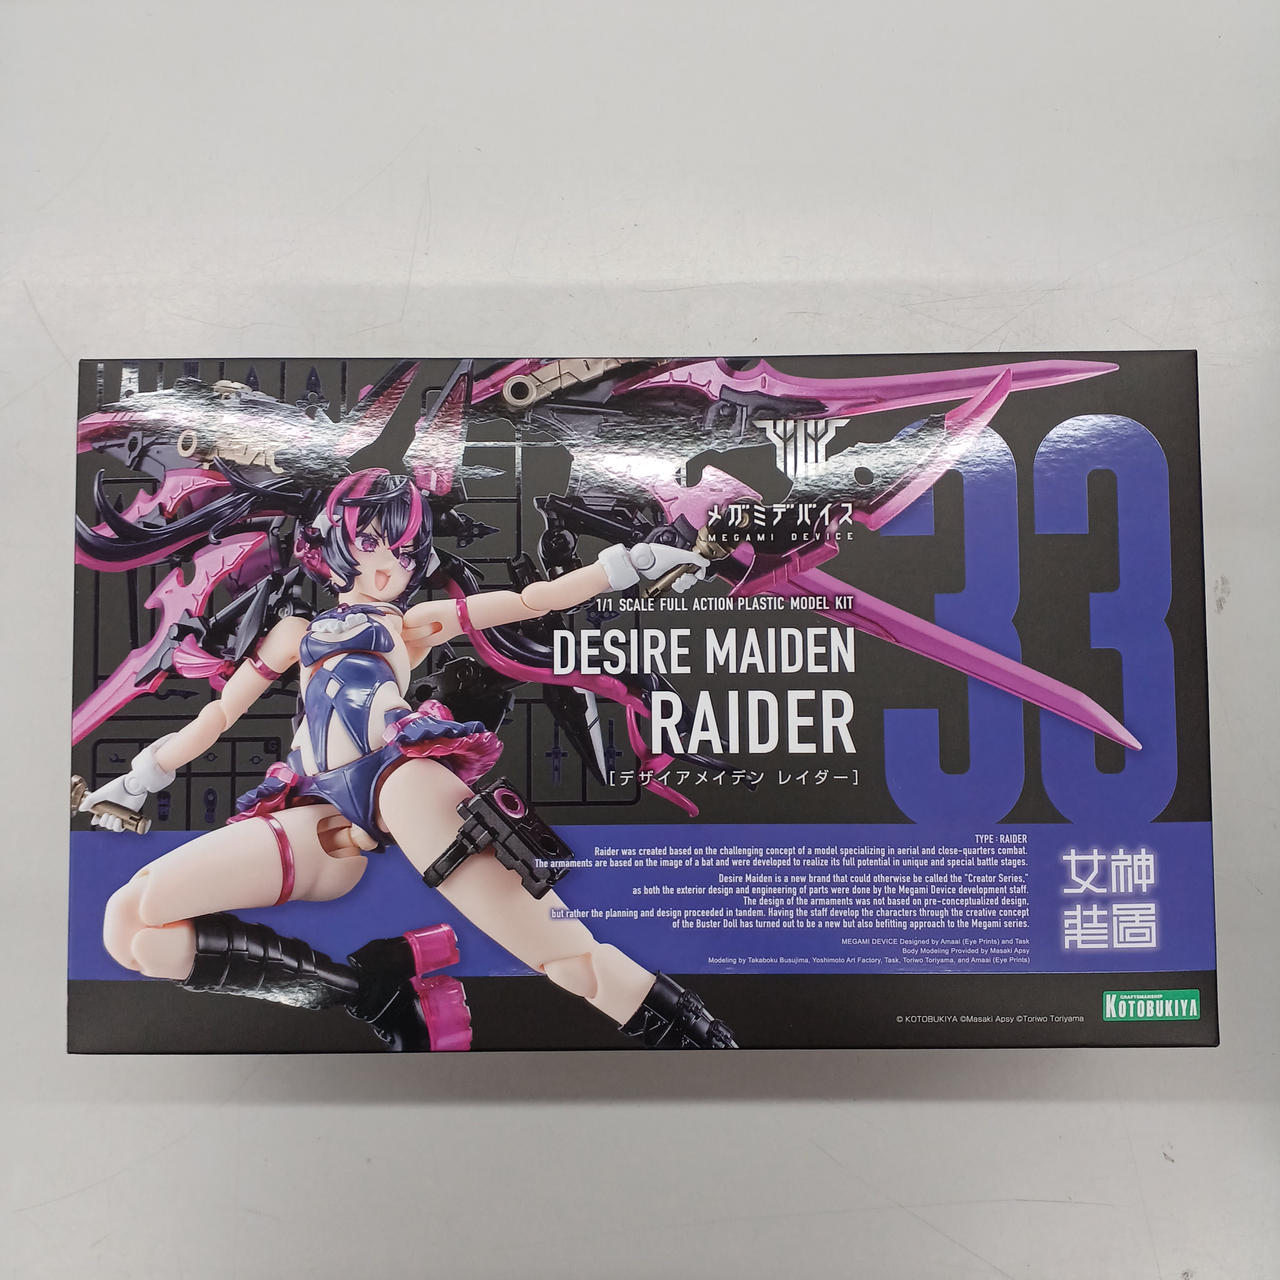 33
メガミデバイス
MEGAMI DEVICE
1/1 SCALE FULL ACTION PLASTIC MODEL KIT
DESIRE MAIDEN
RAIDER
[デザイアメイデン レイダー]
TYPE : RAIDER
Raider was created based on the challenging concept of a model specializing in aerial and close-quarters combat.
The armaments are based on the image of a bat and were developed to realize its full potential in unique and special battle stages.
Desire Maiden is a new brand that could otherwise be called the "Creator Series,"
as both the exterior design and engineering of parts were done by the Megami Device development staff.
The design of the armaments was not based on pre-conceptualized design,
but rather the planning and design proceeded in tandem. Having the staff develop the characters through the creative concept
of the Buster Doll has turned out to be a new but also befitting approach to the Megami series.
MEGAMI DEVICE Designed by Amaai (Eye Prints) and Task
Body Modeling Provided by Masaki Apsy
Modeling by Takaboku Busujima, Yoshimoto Art Factory, Task, Toriwo Toriyama, and Amaai (Eye Prints)
女神
装置
© KOTOBUKIYA ©Masaki Apsy ©Toriwo Toriyama
CRAFTSMANSHIP
KOTOBUKIYA